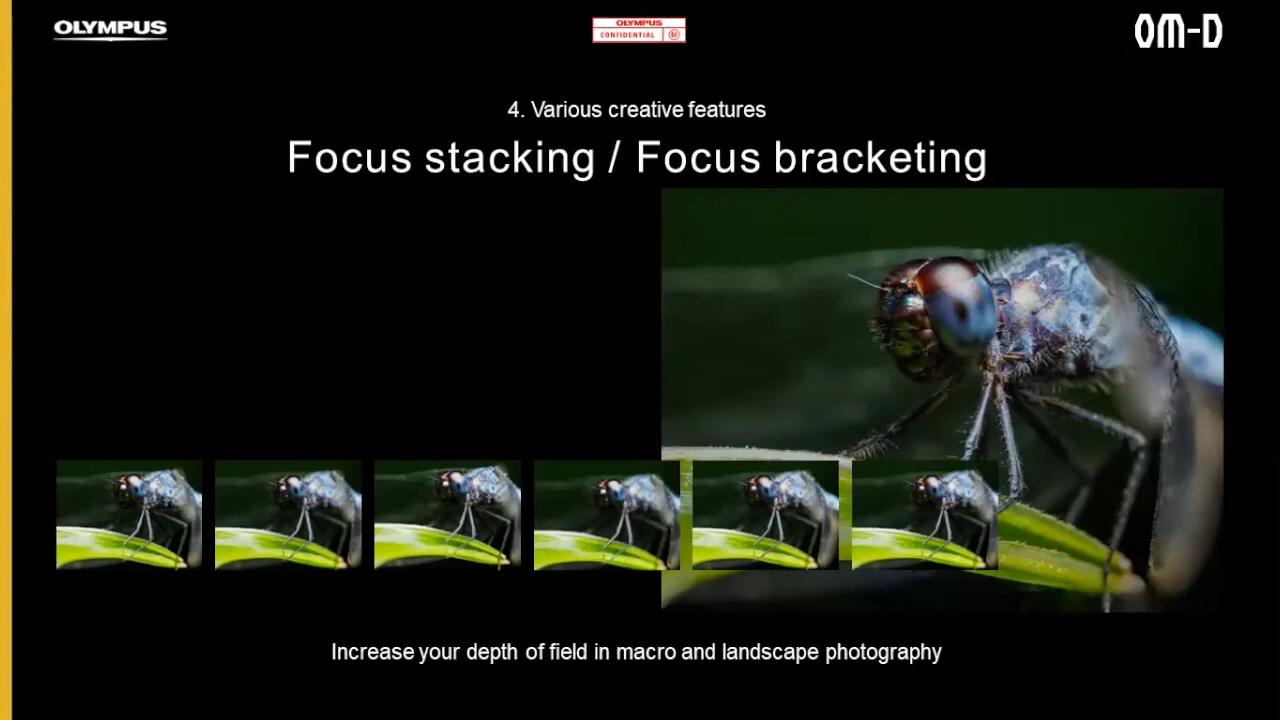 OLYMPUS
OLYMPUS
CONFIDENTIAL
OM-D
4. Various creative features
Focus stacking / Focus bracketing
Increase your depth of field in macro and landscape photography